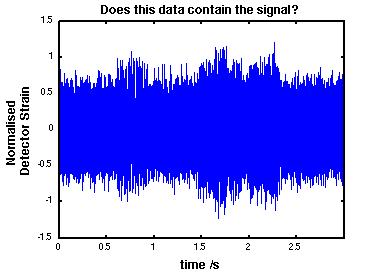 Does this data contain the signal?
1.5
1
0.5
0
-0.5
-1
-1.5
Normalised
Detector Strain
0 0.5 1 1.5 2 2.5
time /s